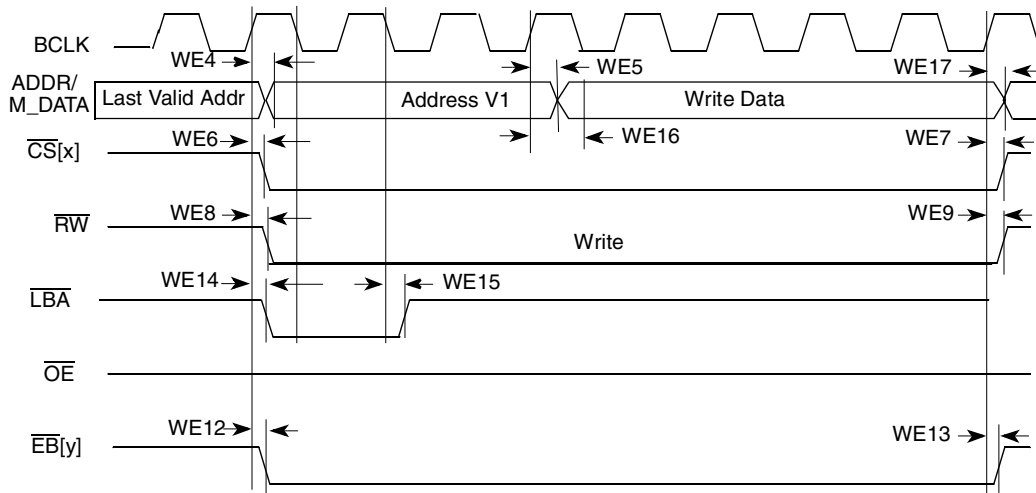 BCLK
WE4
WE5
WE17
ADDR/
M_DATA
Last Valid Addr
Address V1
Write Data
WE6
WE16
WE7
CS[x]
WE8
WE9
RW
Write
WE14
WE15
LBA
OE
WE12
WE13
EB[y]